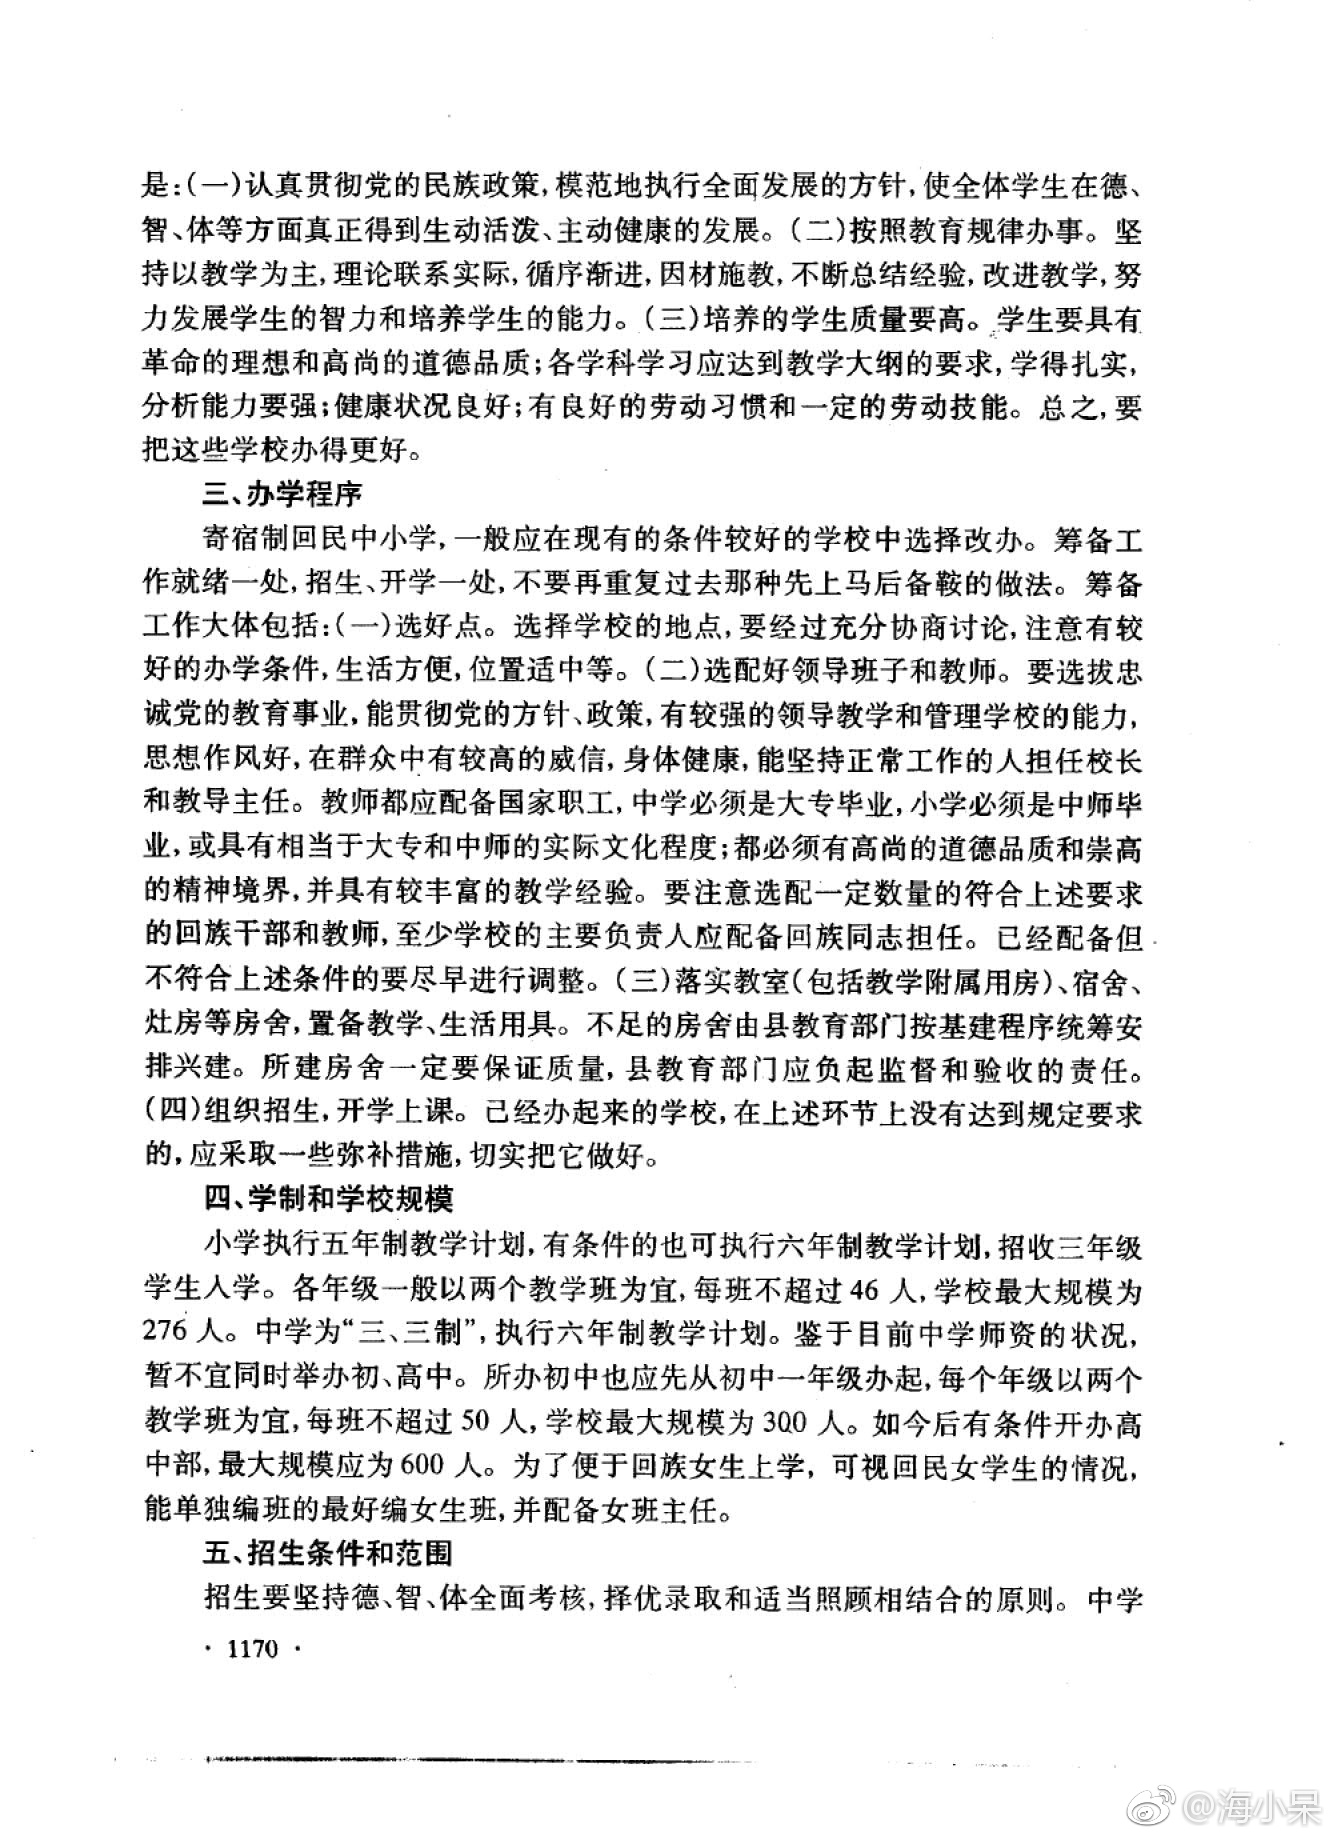 是:(一)认真贯彻党的民族政策,模范地执行全面发展的方针,使全体学生在德、
智、体等方面真正得到生动活泼、主动健康的发展。(二)按照教育规律办事。坚
持以教学为主,理论联系实际,循序渐进,因材施教,不断总结经验,改进教学,努
力发展学生的智力和培养学生的能力。(三)培养的学生质量要高。学生要具有
革命的理想和高尚的道德品质;各学科学习应达到教学大纲的要求,学得扎实,
分析能力要强;健康状况良好;有良好的劳动习惯和一定的劳动技能。总之,要
把这些学校办得更好。
三、办学程序
寄宿制回民中小学,一般应在现有的条件较好的学校中选择改办。筹备工
作就绪一处,招生、开学一处,不要再重复过去那种先上马后备鞍的做法。筹备
工作大体包括:(一)选好点。选择学校的地点,要经过充分协商讨论,注意有较
好的办学条件,生活方便,位置适中等。(二)选配好领导班子和教师。要选拔忠
诚党的教育事业,能贯彻党的方针、政策,有较强的领导教学和管理学校的能力,
思想作风好,在群众中有较高的威信,身体健康,能坚持正常工作的人担任校长
和教导主任。教师都应配备国家职工,中学必须是大专毕业,小学必须是中师毕
业,或具有相当于大专和中师的实际文化程度;都必须有高尚的道德品质和崇高
的精神境界,并具有较丰富的教学经验。要注意选配一定数量的符合上述要求
的回族干部和教师,至少学校的主要负责人应配备回族同志担任。已经配备但
不符合上述条件的要尽早进行调整。(三)落实教室(包括教学附属用房)、宿舍、
灶房等房舍,置备教学、生活用具。不足的房舍由县教育部门按基建程序统筹安
排兴建。所建房舍一定要保证质量,县教育部门应负起监督和验收的责任。
(四)组织招生,开学上课。已经办起来的学校,在上述环节上没有达到规定要求
的,应采取一些弥补措施,切实把它做好。
四、学制和学校规模
小学执行五年制教学计划,有条件的也可执行六年制教学计划,招收三年级
学生入学。各年级一般以两个教学班为宜,每班不超过 46 人,学校最大规模为
276 人。中学为“三、三制”,执行六年制教学计划。鉴于目前中学师资的状况,
暂不宜同时举办初、高中。所办初中也应先从初中一年级办起,每个年级以两个
教学班为宜,每班不超过 50 人,学校最大规模为 300 人。如今后有条件开办高
中部,最大规模应为 600 人。为了便于回族女生上学,可视回民女学生的情况,
能单独编班的最好编女生班,并配备女班主任。
五、招生条件和范围
招生要坚持德、智、体全面考核,择优录取和适当照顾相结合的原则。中学
· 1170 ·
@海小呆